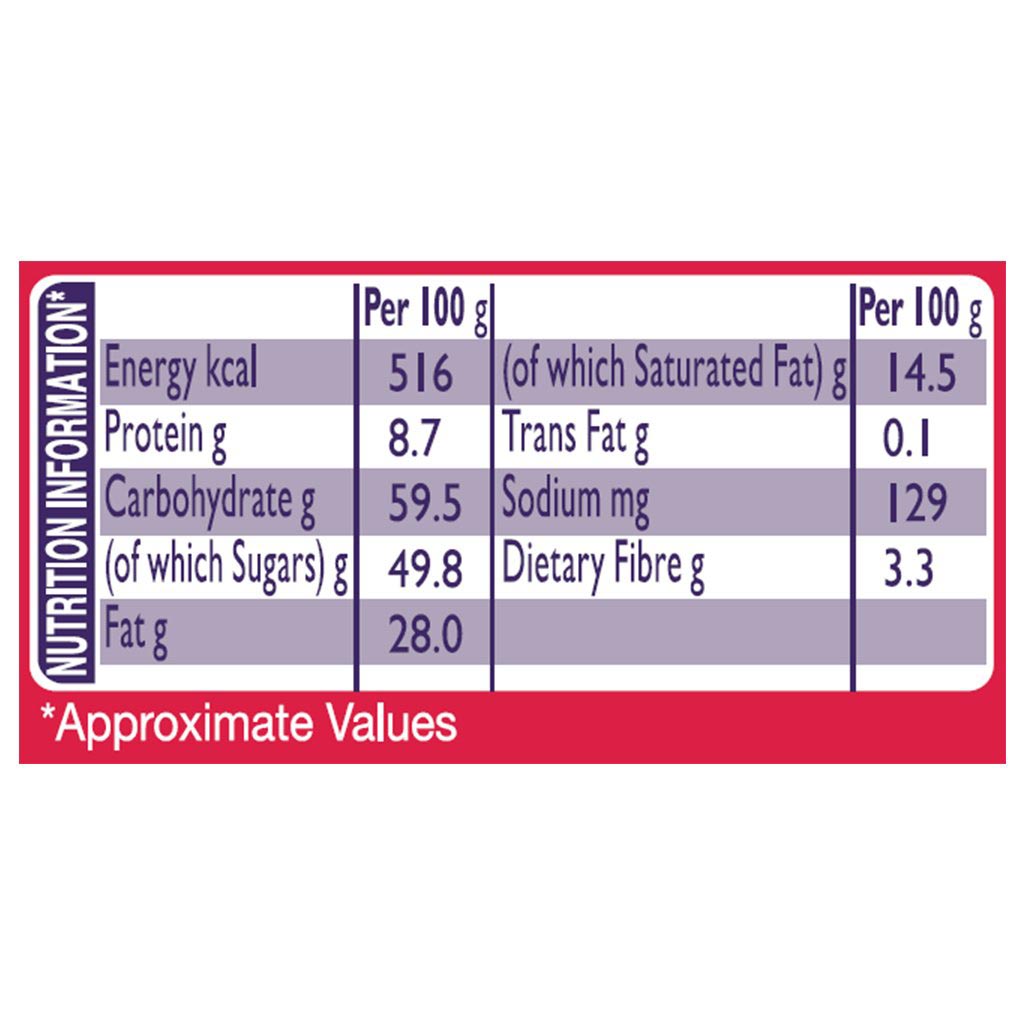 NUTRITION INFORMATION*
Per 100 g
Energy kcal 516
Protein g 8.7
Carbohydrate g 59.5
(of which Sugars) g 49.8
Fat g 28.0
Per 100 g
(of which Saturated Fat) g 14.5
Trans Fat g 0.1
Sodium mg 129
Dietary Fibre g 3.3
*Approximate Values